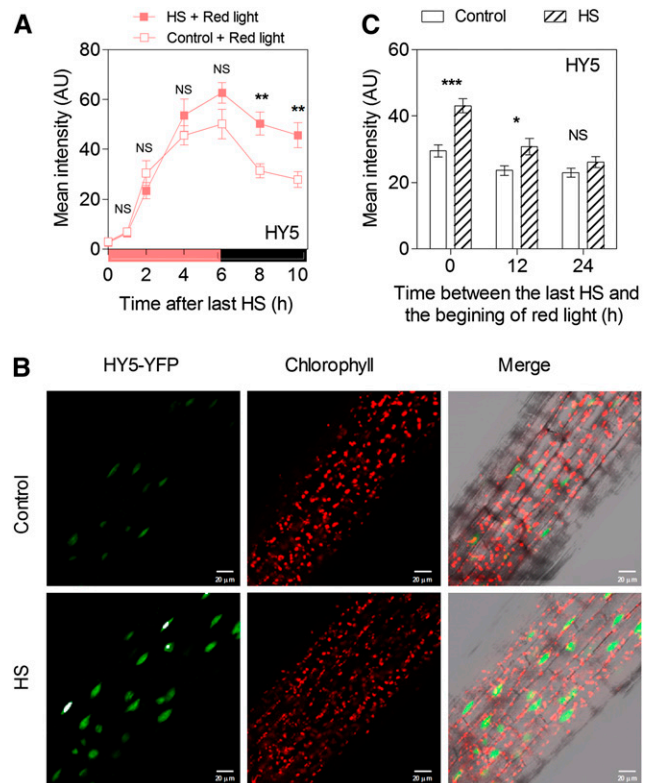 A
HS + Red light
Control + Red light
Mean intensity (AU)
80
60
40
20
0
NS
NS
NS
NS
**
**
HY5
0
2
4
6
8
10
Time after last HS (h)
C
Control
HS
Mean intensity (AU)
60
40
20
0
HY5
***
*
NS
0
12
24
Time between the last HS and
the begining of red light (h)
B
HY5-YFP
Chlorophyll
Merge
Control
20 µm
20 µm
20 µm
HS
20 µm
20 µm
20 µm